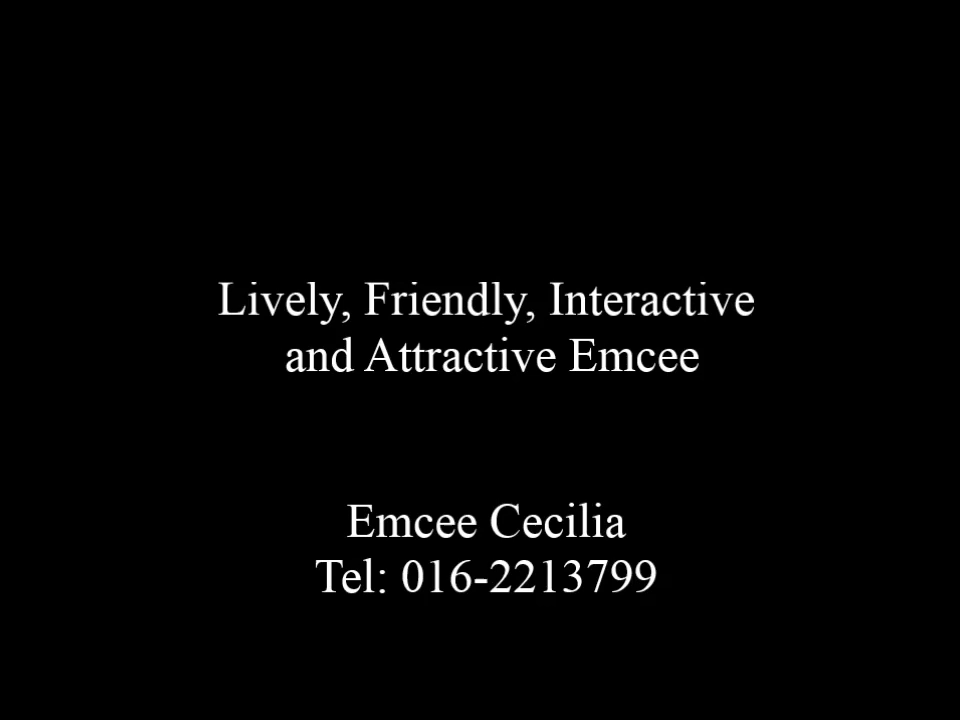 Lively, Friendly, Interactive
and Attractive Emcee
Emcee Cecilia
Tel: 016-2213799